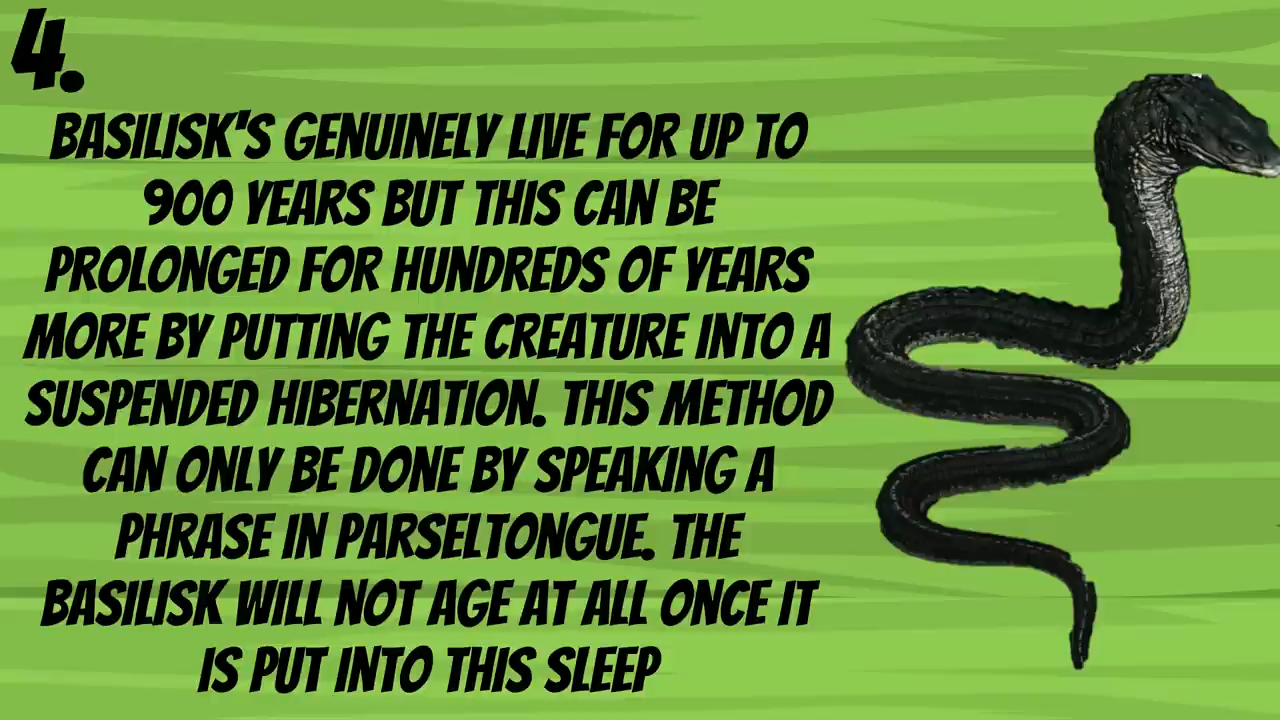 4.
BASILISK'S GENUINELY LIVE FOR UP TO
900 YEARS BUT THIS CAN BE
PROLONGED FOR HUNDREDS OF YEARS
MORE BY PUTTING THE CREATURE INTO A
SUSPENDED HIBERNATION. THIS METHOD
CAN ONLY BE DONE BY SPEAKING A
PHRASE IN PARSELTONGUE. THE
BASILISK WILL NOT AGE AT ALL ONCE IT
IS PUT INTO THIS SLEEP